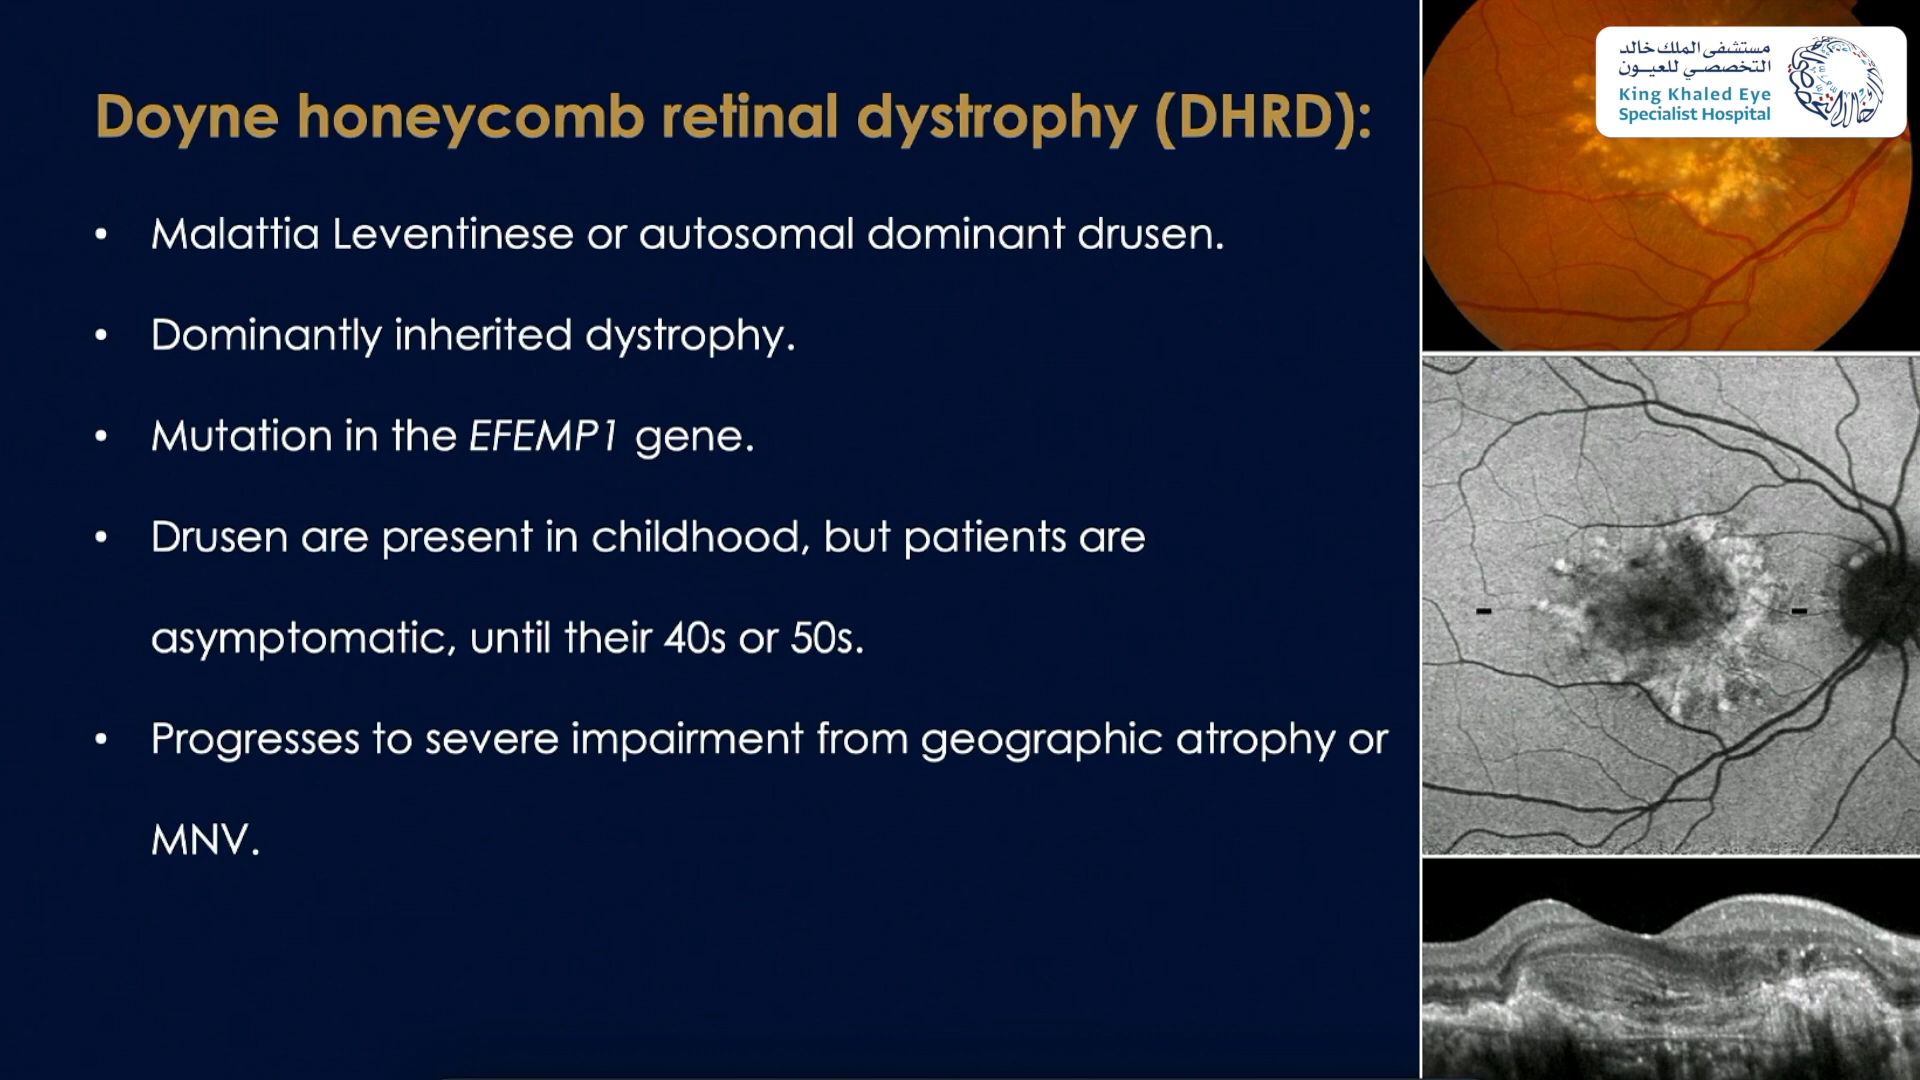 مستشفى الملك خالد
التخصصي للعيون
King Khaled Eye
Specialist Hospital
Doyne honeycomb retinal dystrophy (DHRD):
• Malattia Leventinese or autosomal dominant drusen.
• Dominantly inherited dystrophy.
• Mutation in the EFEMP1 gene.
• Drusen are present in childhood, but patients are
asymptomatic, until their 40s or 50s.
• Progresses to severe impairment from geographic atrophy or
MNV.